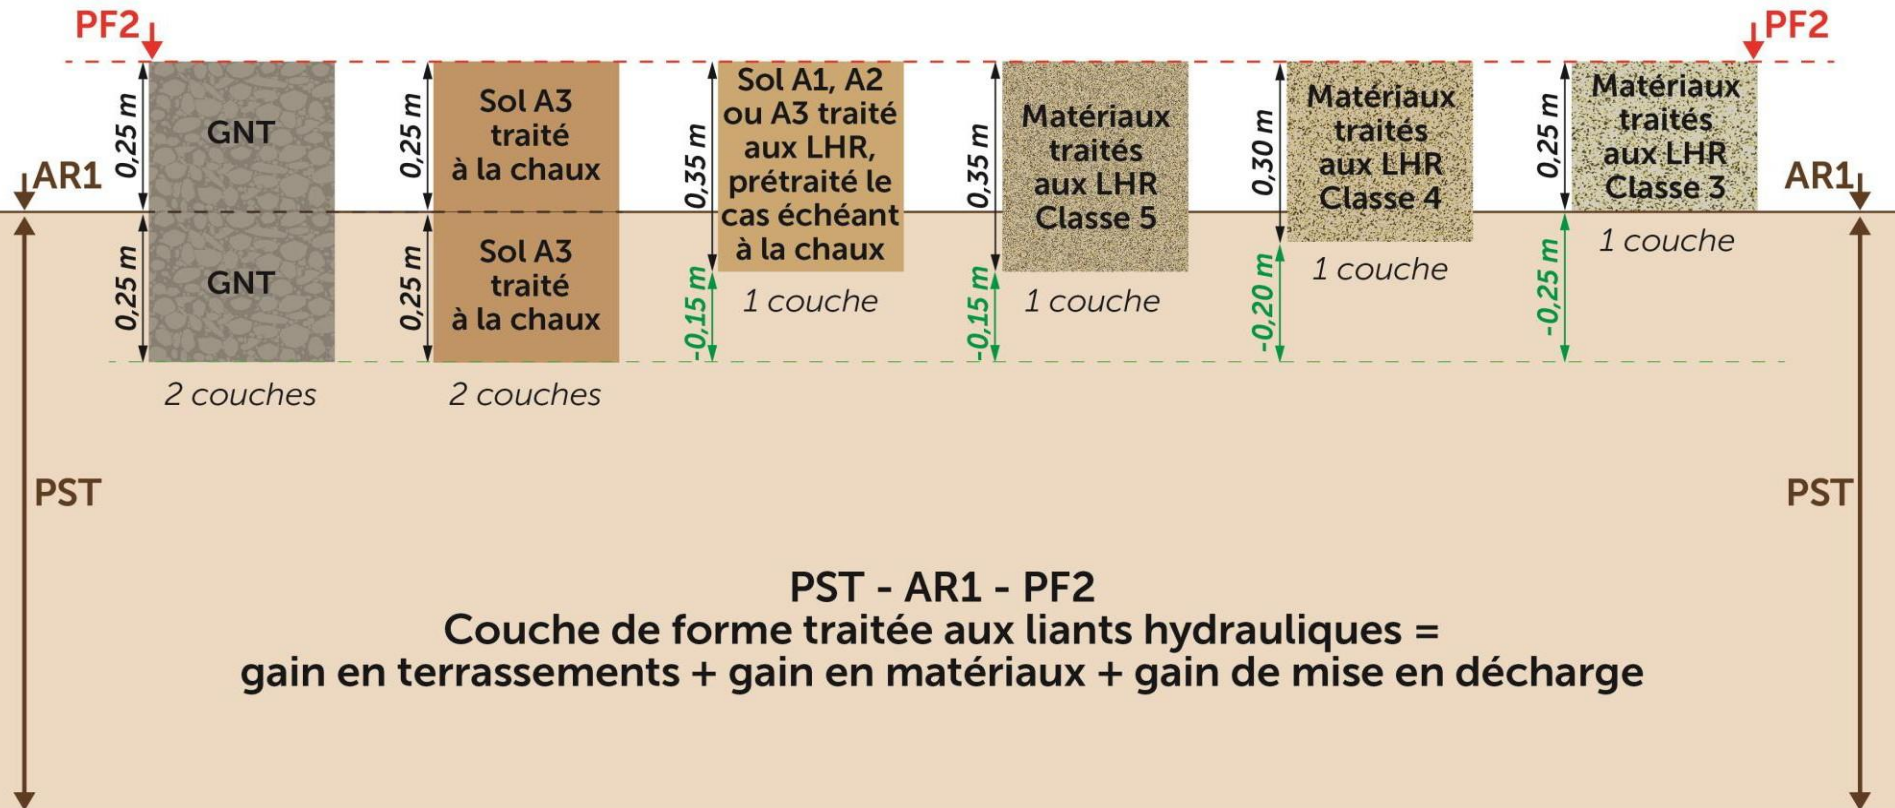 PF2
PF2
0,25 m
GNT
0,25 m
GNT
2 couches
0,25 m
Sol A3
traité
à la chaux
0,25 m
Sol A3
traité
à la chaux
2 couches
0,35 m
Sol A1, A2
ou A3 traité
aux LHR,
prétraité le
cas échéant
à la chaux
-0,15 m
1 couche
0,35 m
Matériaux
traités
aux LHR
Classe 5
-0,15 m
1 couche
0,30 m
Matériaux
traités
aux LHR
Classe 4
-0,20 m
1 couche
0,25 m
Matériaux
traités
aux LHR
Classe 3
-0,25 m
1 couche
AR1
AR1
PST
PST
PST - AR1 - PF2
Couche de forme traitée aux liants hydrauliques =
gain en terrassements + gain en matériaux + gain de mise en décharge